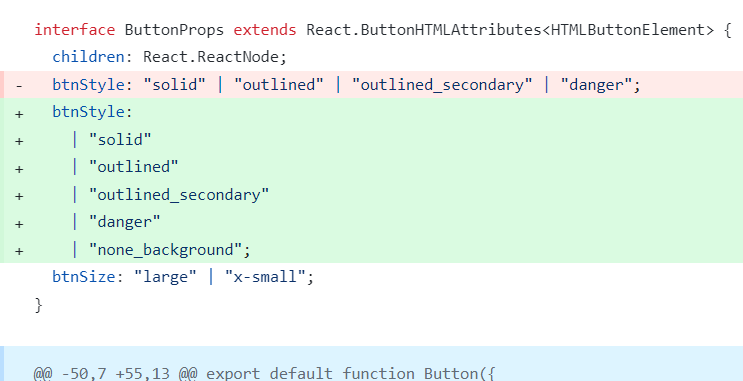 interface ButtonProps extends React.ButtonHTMLAttributes<HTMLButtonElement> {
children: React.ReactNode;
- btnStyle: "solid" | "outlined" | "outlined_secondary" | "danger";
+ btnStyle:
+ | "solid"
+ | "outlined"
+ | "outlined_secondary"
+ | "danger"
+ | "none_background";
btnSize: "large" | "x-small";
}
@@ -50,7 +55,13 @@ export default function Button({